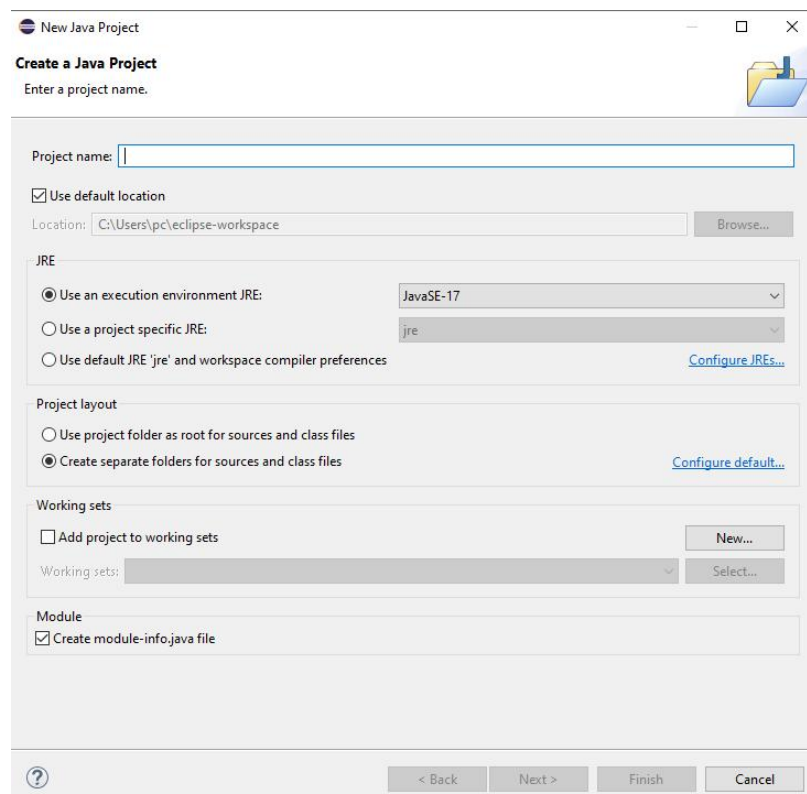 New Java Project
Create a Java Project
Enter a project name.
Project name:
Use default location
Location: C:\Users\pc\eclipse-workspace Browse...
JRE
Use an execution environment JRE: JavaSE-17
Use a project specific JRE: jre
Use default JRE 'jre' and workspace compiler preferences Configure JREs...
Project layout
Use project folder as root for sources and class files
Create separate folders for sources and class files Configure default...
Working sets
Add project to working sets New...
Working sets: Select...
Module
Create module-info.java file
? < Back Next > Finish Cancel